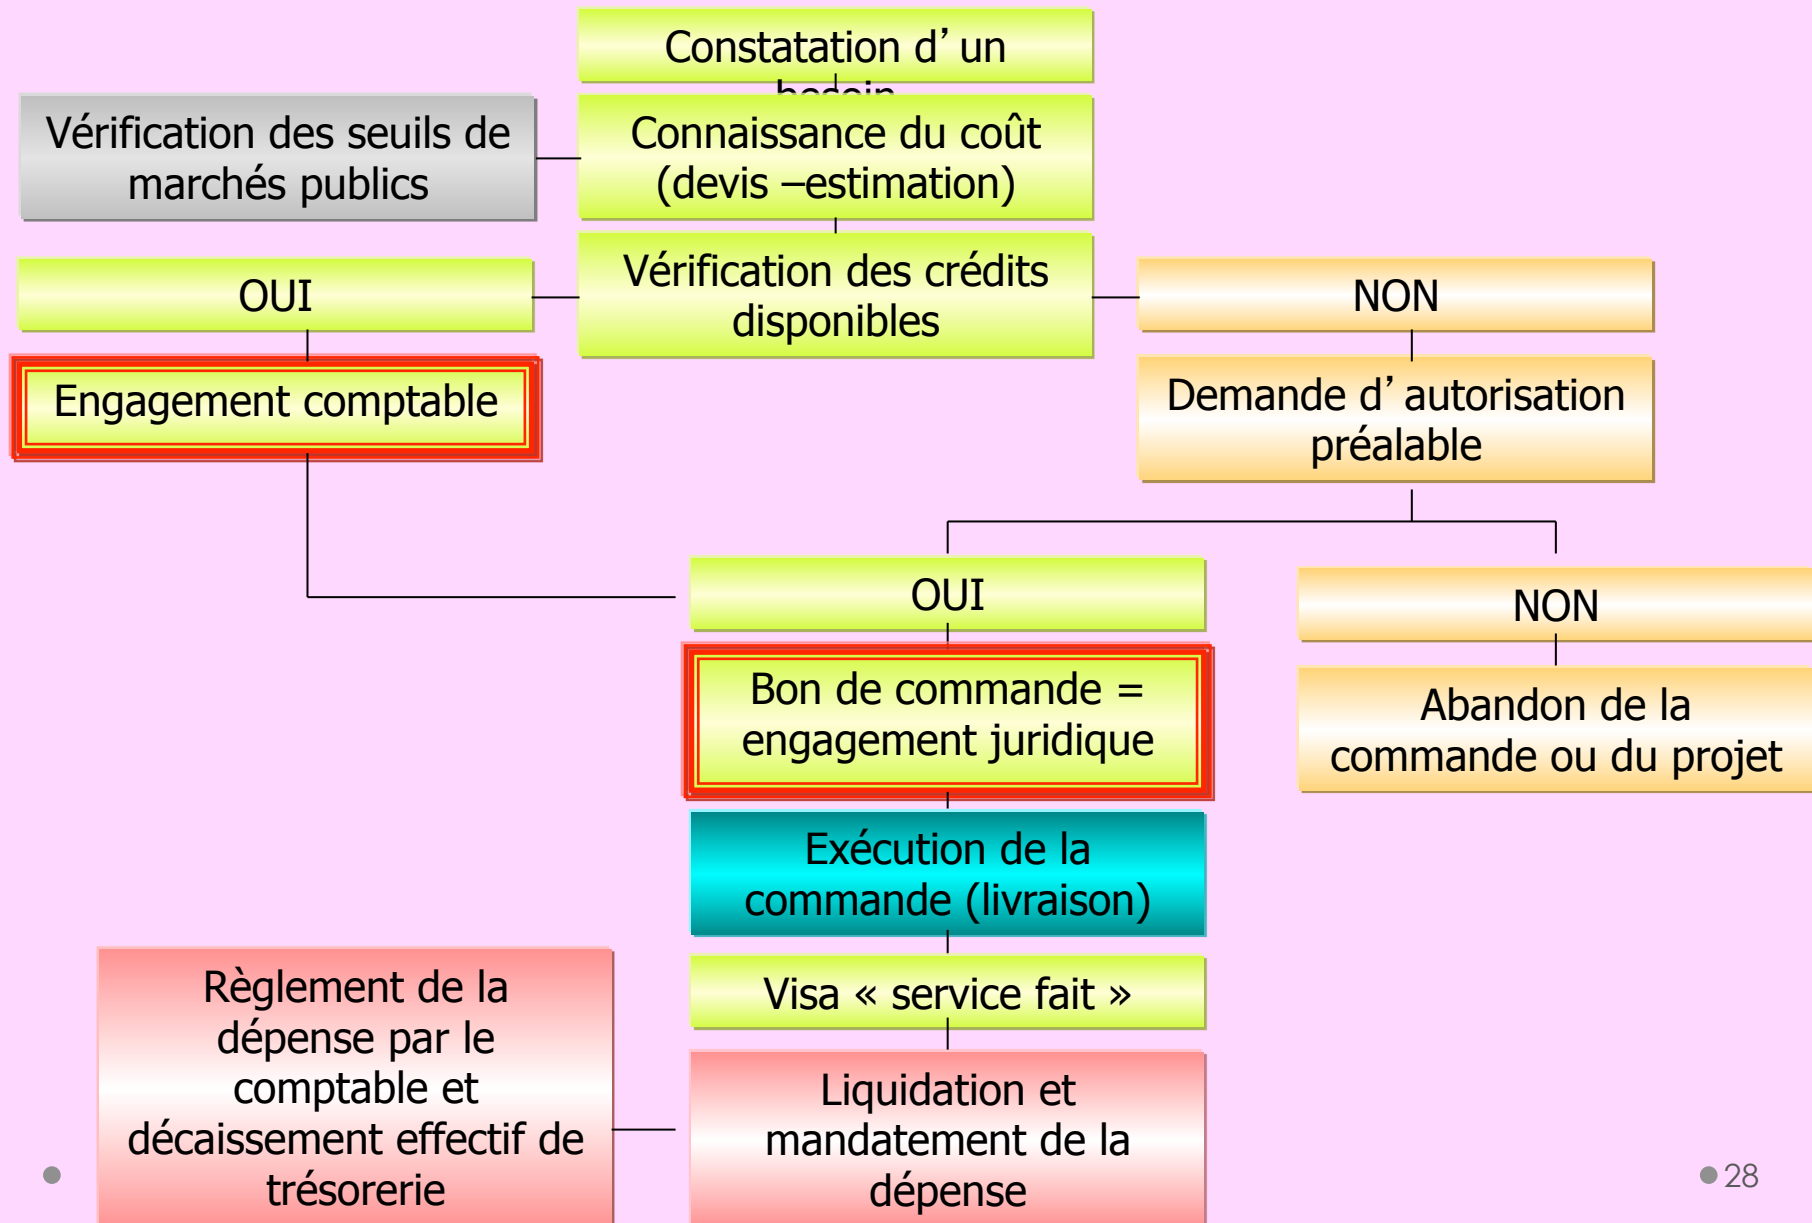 Constatation d’un
besoin
Vérification des seuils de
marchés publics
Connaissance du coût
(devis –estimation)
OUI
Vérification des crédits
disponibles
NON
Engagement comptable
Demande d’autorisation
préalable
OUI
NON
Bon de commande =
engagement juridique
Abandon de la
commande ou du projet
Exécution de la
commande (livraison)
Visa « service fait »
Règlement de la
dépense par le
comptable et
décaissement effectif de
trésorerie
Liquidation et
mandatement de la
dépense
28